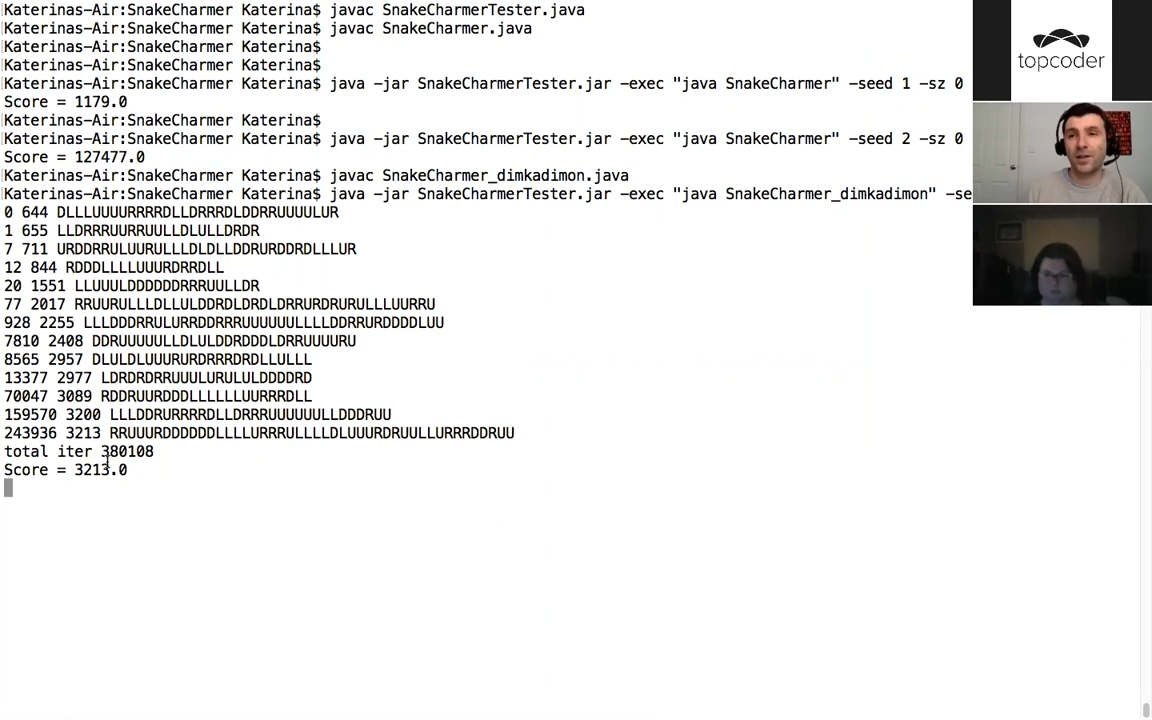 Katerinas-Air:SnakeCharmer Katerina$ javac SnakeCharmerTester.java
Katerinas-Air:SnakeCharmer Katerina$ javac SnakeCharmer.java
Katerinas-Air:SnakeCharmer Katerina$
Katerinas-Air:SnakeCharmer Katerina$
Katerinas-Air:SnakeCharmer Katerina$ java -jar SnakeCharmerTester.jar -exec "java SnakeCharmer" -seed 1 -sz 0
Score = 1179.0
Katerinas-Air:SnakeCharmer Katerina$
Katerinas-Air:SnakeCharmer Katerina$ java -jar SnakeCharmerTester.jar -exec "java SnakeCharmer" -seed 2 -sz 0
Score = 127477.0
Katerinas-Air:SnakeCharmer Katerina$ javac SnakeCharmer_dimkadimon.java
Katerinas-Air:SnakeCharmer Katerina$ java -jar SnakeCharmerTester.jar -exec "java SnakeCharmer_dimkadimon" -se
0 644 DLLLUUUURRRRDLLDRRRDLDDRRUUUULUR
1 655 LLDRRRUURRUULLDLULLDRDR
7 711 URDDRRULUURULLLDLDLLDDRURDDRDLLLUR
12 844 RDDDLLLLUUURDRRDLL
20 1551 LLUUULDDDDDDRRRUULLDR
77 2017 RRUURULLLDLLULDDRDLDRDLDRRURDRURULLLUURRU
928 2255 LLLDDDRRULURRDDRRRUUUUUULLLLDDRRURDDDDLUU
7810 2408 DDRUUUUULLDLULDDRDDDLDRRUUUURU
8565 2957 DLULDLUUURURDRRRDRDLLULLL
13377 2977 LDRDRDRRUUULURULULDDDDRD
70047 3089 RDDRUURDDDLLLLLLUURRRDLL
159570 3200 LLLDDRURRRRDLLDRRRUUUUUULLDDDRUU
243936 3213 RRUUURDDDDDDLLLLURRRULLLLDLUUURDRUULLURRRDDRUU
total iter 380108
Score = 3213.0
topcoder